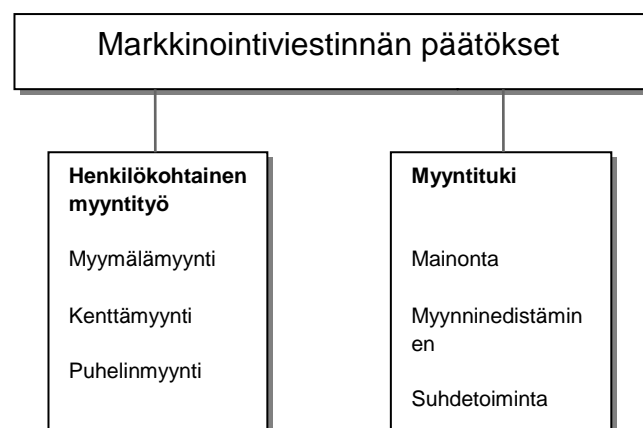 Markkinointiviestinnän päätökset
Henkilökohtainen
myyntityö
Myymälämyynti
Kenttämyynti
Puhelinmyynti
Myyntituki
Mainonta
Myynninedistämin
en
Suhdetoiminta